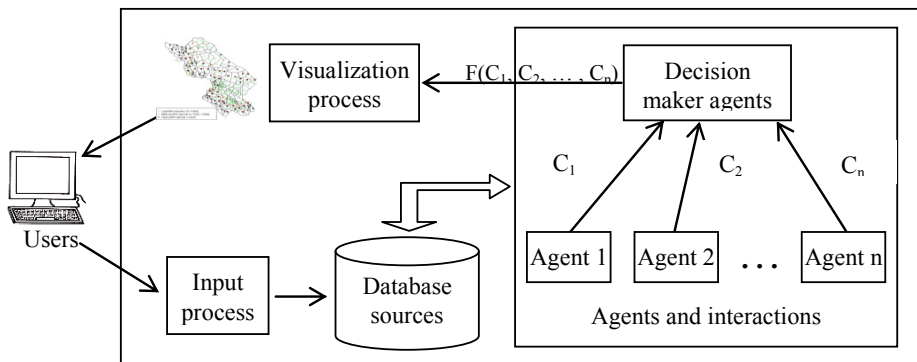 Visualization
process
F(C₁, C₂, … , Cₙ)
Decision
maker agents
C₁
C₂
Cₙ
Users
Agent 1
Agent 2
…
Agent n
Input
process
Database
sources
Agents and interactions